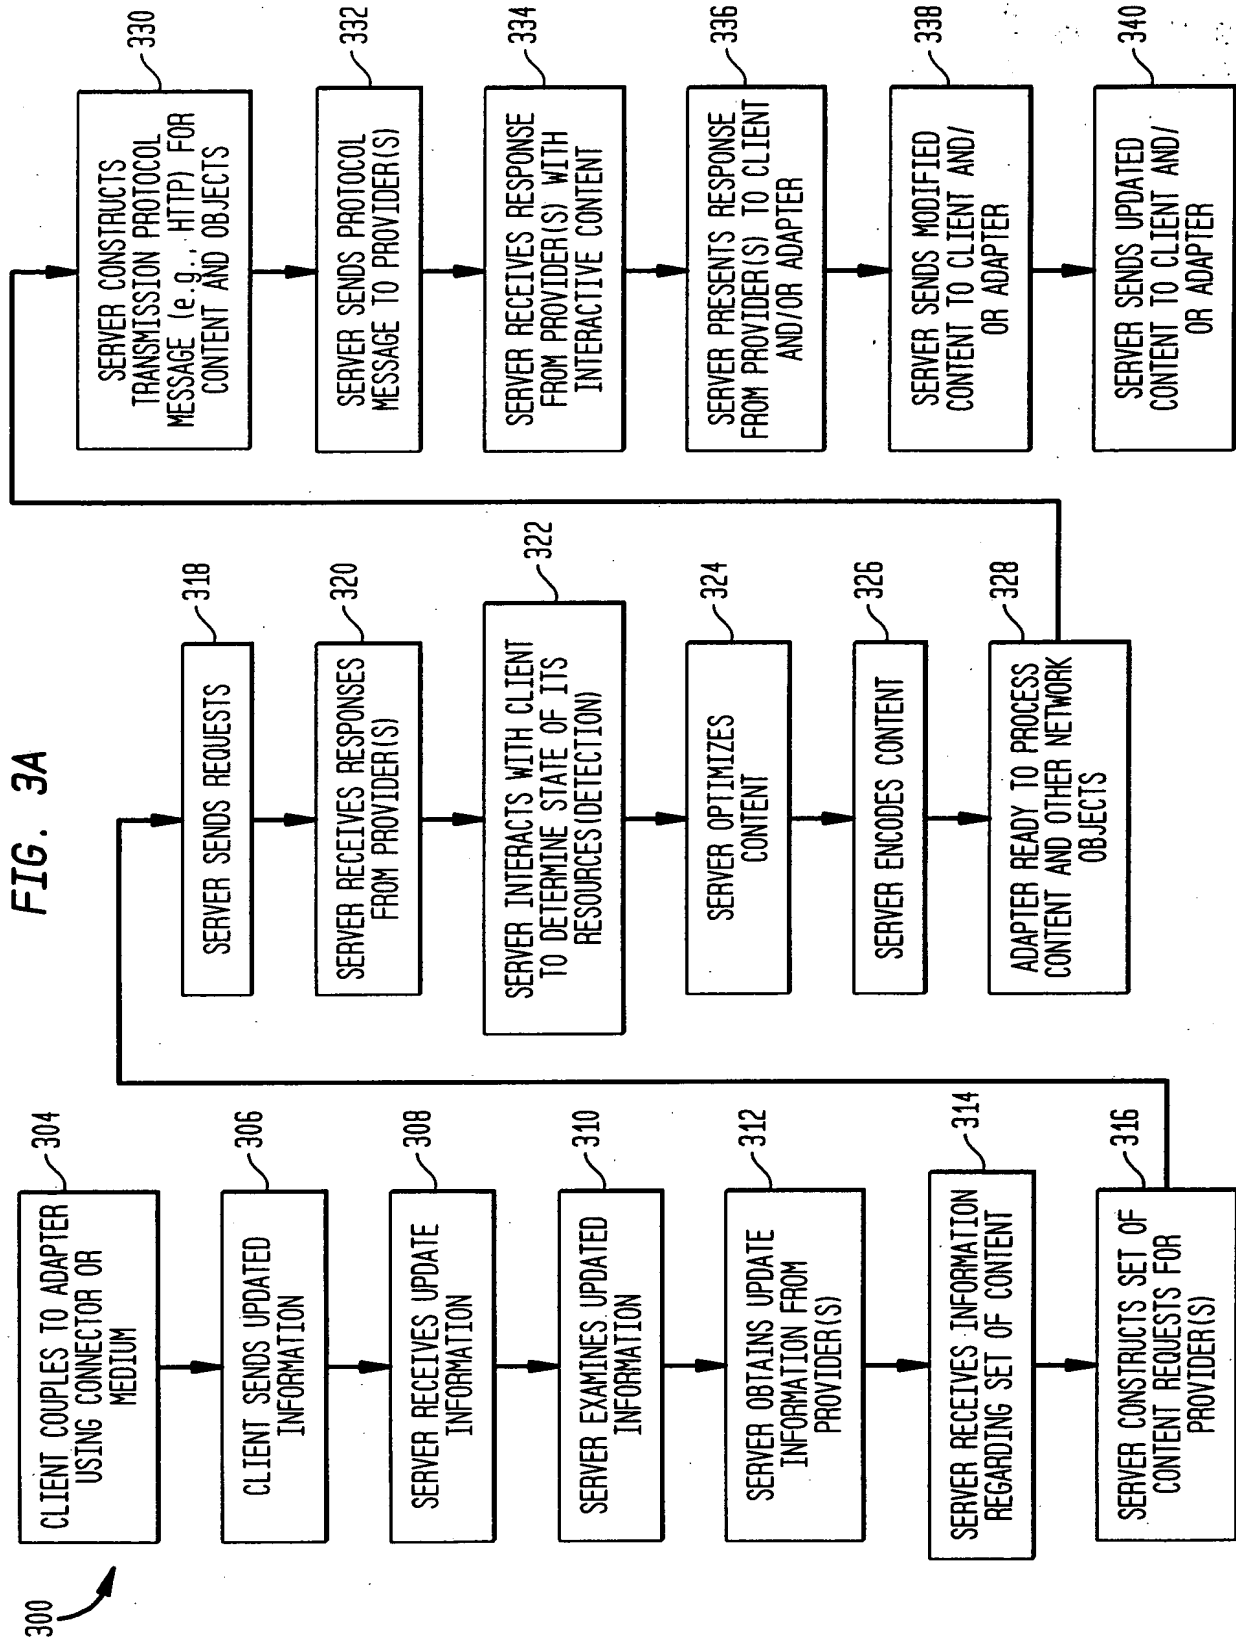 FIG. 3A
300
304
CLIENT COUPLES TO ADAPTER
USING CONNECTOR OR
MEDIUM
306
CLIENT SENDS UPDATED
INFORMATION
308
SERVER RECEIVES UPDATE
INFORMATION
310
SERVER EXAMINES UPDATED
INFORMATION
312
SERVER OBTAINS UPDATE
INFORMATION FROM
PROVIDER(S)
314
SERVER RECEIVES INFORMATION
REGARDING SET OF CONTENT
316
SERVER CONSTRUCTS SET OF
CONTENT REQUESTS FOR
PROVIDER(S)
318
SERVER SENDS REQUESTS
320
SERVER RECEIVES RESPONSES
FROM PROVIDER(S)
322
SERVER INTERACTS WITH CLIENT
TO DETERMINE STATE OF ITS
RESOURCES(DETECTION)
324
SERVER OPTIMIZES
CONTENT
326
SERVER ENCODES CONTENT
328
ADAPTER READY TO PROCESS
CONTENT AND OTHER NETWORK
OBJECTS
330
SERVER CONSTRUCTS
TRANSMISSION PROTOCOL
MESSAGE (e.g., HTTP) FOR
CONTENT AND OBJECTS
332
SERVER SENDS PROTOCOL
MESSAGE TO PROVIDER(S)
334
SERVER RECEIVES RESPONSE
FROM PROVIDER(S) WITH
INTERACTIVE CONTENT
336
SERVER PRESENTS RESPONSE
FROM PROVIDER(S) TO CLIENT
AND/OR ADAPTER
338
SERVER SENDS MODIFIED
CONTENT TO CLIENT AND/
OR ADAPTER
340
SERVER SENDS UPDATED
CONTENT TO CLIENT AND/
OR ADAPTER